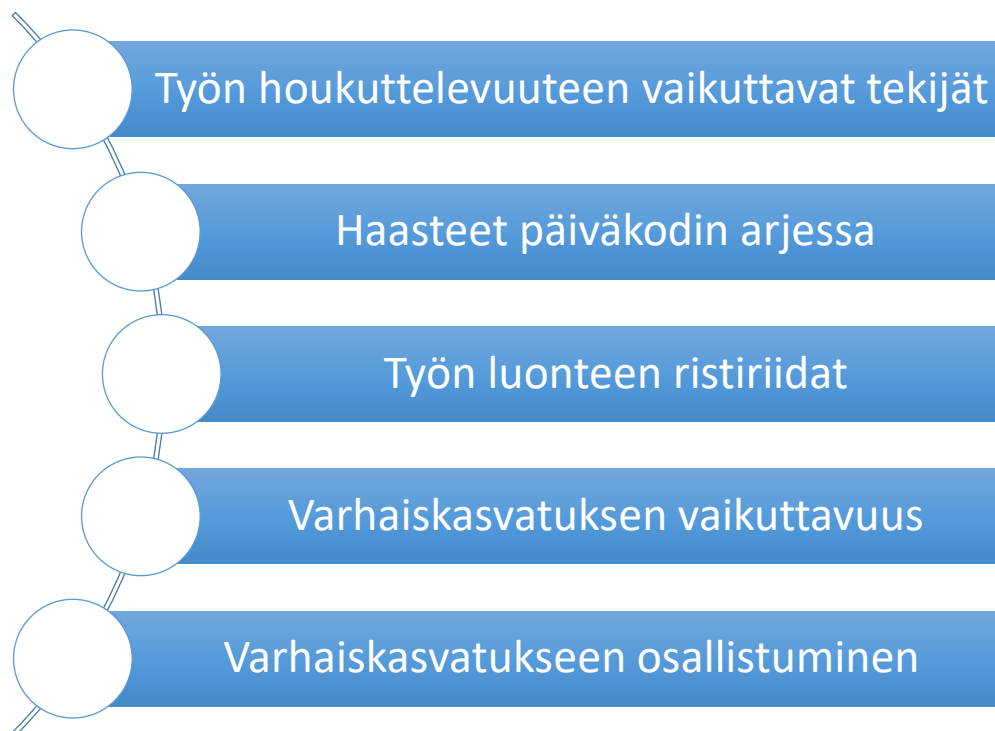 Työn houkuttelevuuteen vaikuttavat tekijät
Haasteet päiväkodin arjessa
Työn luonteen ristiriidat
Varhaiskasvatuksen vaikuttavuus
Varhaiskasvatukseen osallistuminen